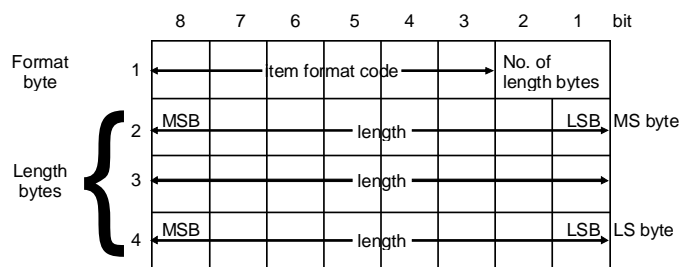 8 7 6 5 4 3 2 1 bit
Format
byte
1
item format code
No. of
length bytes
2
MSB
length
LSB
MS byte
Length
bytes
3
length
4
MSB
length
LSB
LS byte